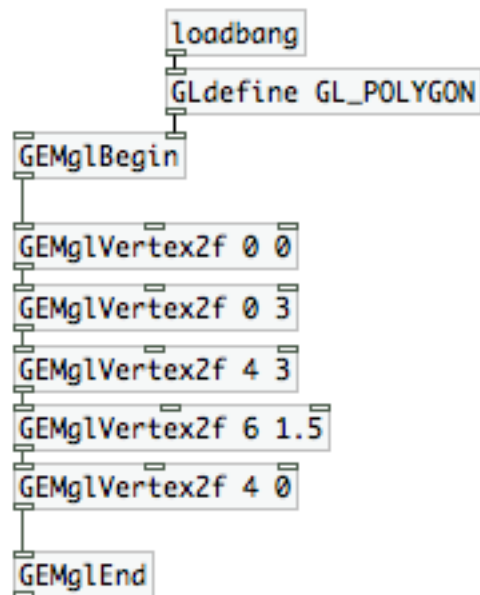 loadbang
GLdefine GL_POLYGON
GEMglBegin
GEMglVertex2f 0 0
GEMglVertex2f 0 3
GEMglVertex2f 4 3
GEMglVertex2f 6 1.5
GEMglVertex2f 4 0
GEMglEnd